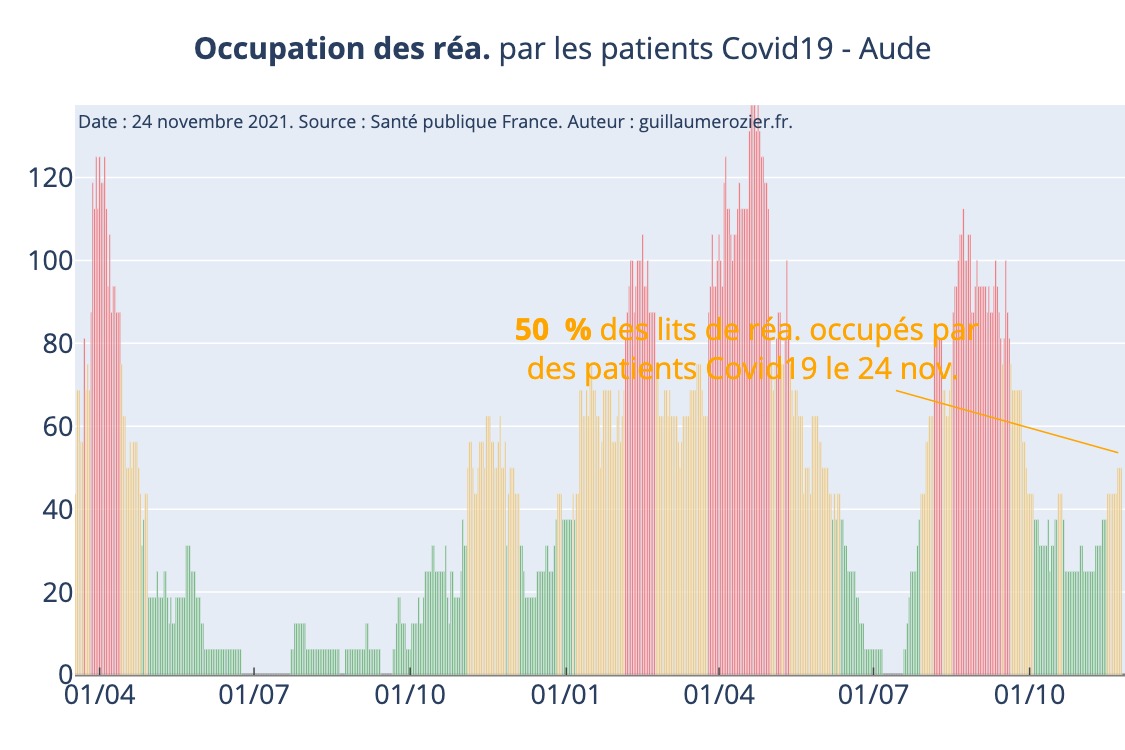 Occupation des réa. par les patients Covid19 - Aude
Date : 24 novembre 2021. Source : Santé publique France. Auteur : guillaumerozier.fr.
120
100
80
60
40
20
0
50 % des lits de réa. occupés par
des patients Covid19 le 24 nov.
01/04 01/07 01/10 01/01 01/04 01/07 01/10